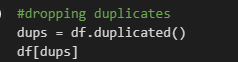 #dropping duplicates
dups = df.duplicated()
df[dups]